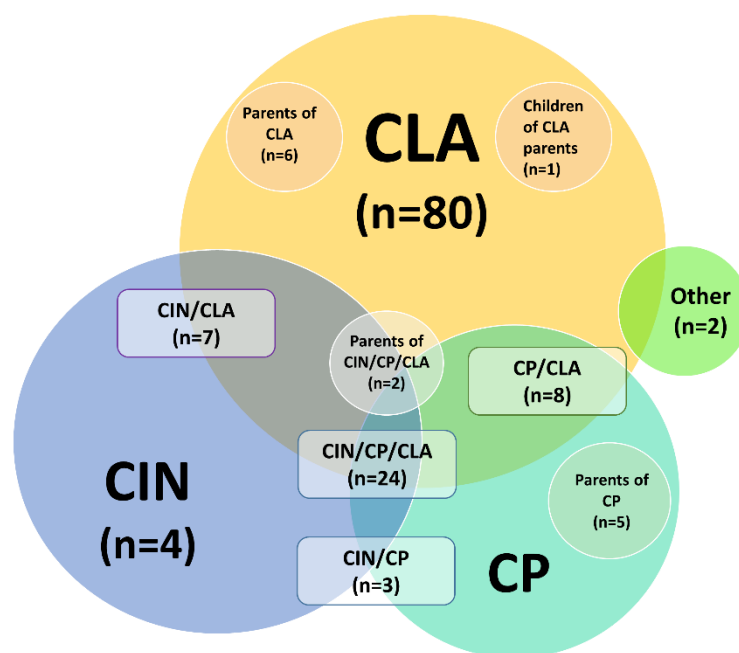 Parents of
CLA
(n=6)
CLA
(n=80)
Children
of CLA
parents
(n=1)
Other
(n=2)
CIN/CLA
(n=7)
Parents of
CIN/CP/CLA
(n=2)
CP/CLA
(n=8)
CIN
(n=4)
CIN/CP/CLA
(n=24)
Parents of
CP
(n=5)
CIN/CP
(n=3)
CP